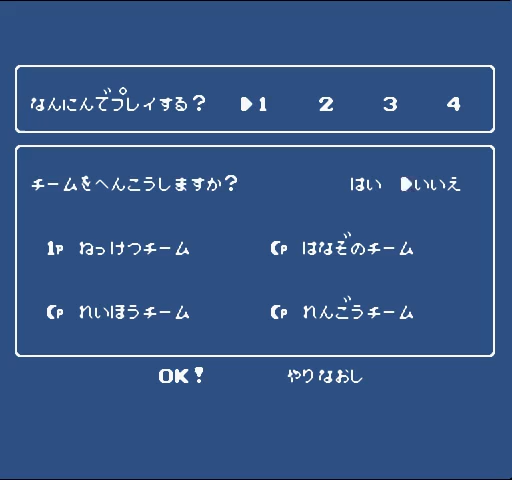 なんにんでプレイする? ▶1 2 3 4
チームをへんこうしますか? はい ▶いいえ
1P ねっけつチーム CP はなぞのチーム
CP れいほうチーム CP れんごうチーム
OK! やりなおし